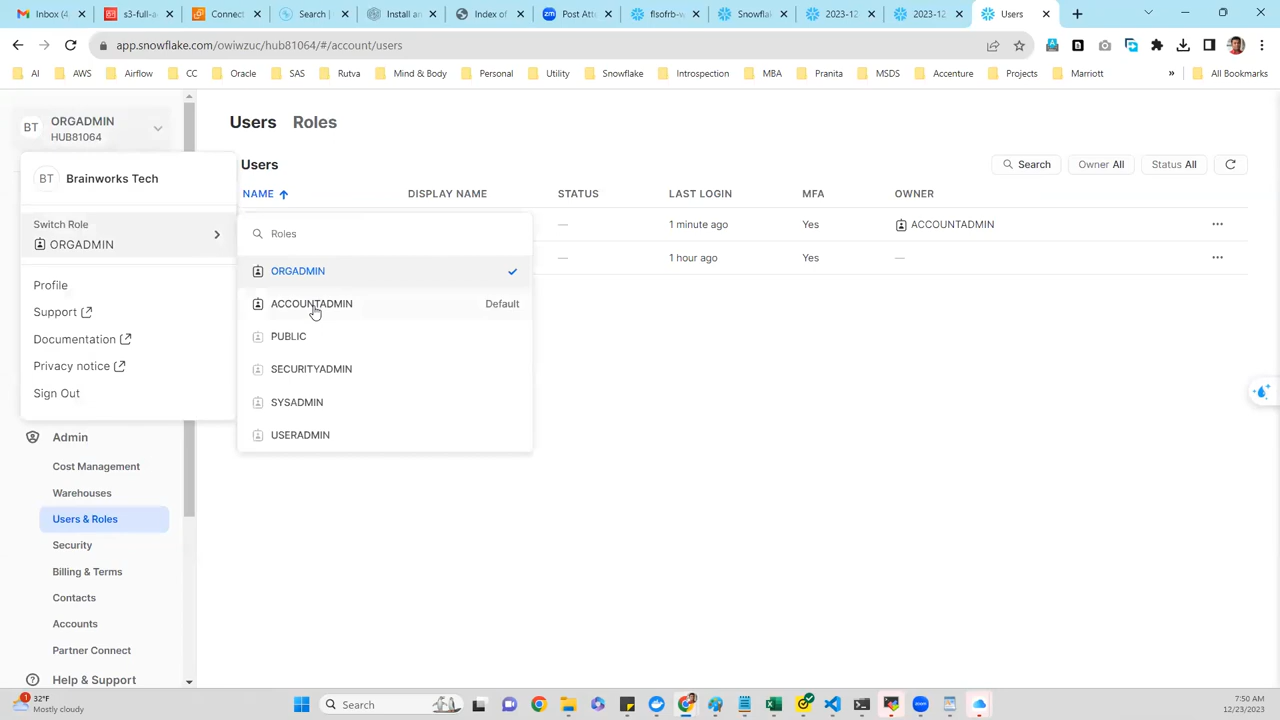 Inbox (4
s3-full-a
Connect
Search |
Install an
Index of
Post Att
flsofrb-w
Snowflak
2023-12
2023-12
Users
app.snowflake.com/owiwzuc/hub81064/#/account/users
AI
AWS
Airflow
CC
Oracle
SAS
Rutva
Mind & Body
Personal
Utility
Snowflake
Introspection
MBA
Pranita
MSDS
Accenture
Projects
Marriott
»
All Bookmarks
BT
ORGADMIN
HUB81064
Users
Roles
BT
Brainworks Tech
Users
Search
Owner All
Status All
NAME
DISPLAY NAME
STATUS
LAST LOGIN
MFA
OWNER
Switch Role
ORGADMIN
—
1 minute ago
Yes
ACCOUNTADMIN
...
—
1 hour ago
Yes
—
...
Roles
ORGADMIN
ACCOUNTADMIN
Default
PUBLIC
SECURITYADMIN
SYSADMIN
USERADMIN
Profile
Support
Documentation
Privacy notice
Sign Out
Admin
Cost Management
Warehouses
Users & Roles
Security
Billing & Terms
Contacts
Accounts
Partner Connect
Help & Support
1
32°F
Mostly cloudy
Search
7:50 AM
12/23/2023